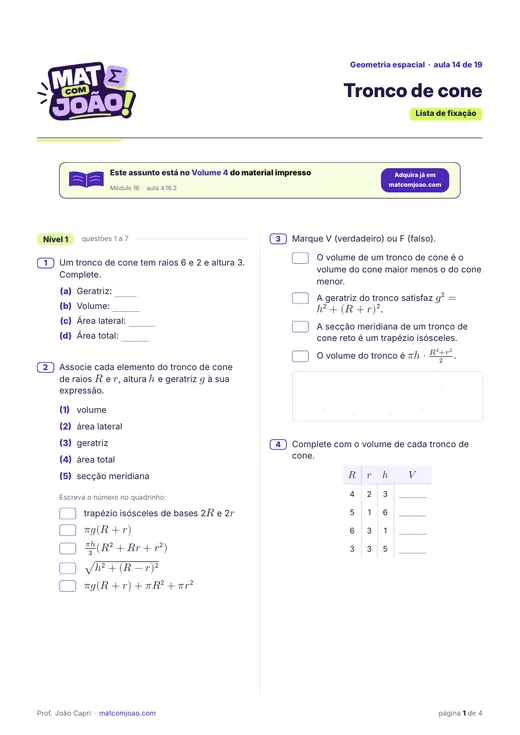 MAT Σ
COM
JOÃO!
Geometria espacial · aula 14 de 19
Tronco de cone
Lista de fixação
Este assunto está no Volume 4 do material impresso
Módulo 16 · aula 4.16.2
Adquira já em
matcomjoao.com
Nível 1 questões 1 a 7
1 Um tronco de cone tem raios 6 e 2 e altura 3.
Complete.
(a) Geratriz: _____
(b) Volume: _____
(c) Área lateral: _____
(d) Área total: _____
2 Associe cada elemento do tronco de cone
de raios R e r, altura h e geratriz g à sua
expressão.
(1) volume
(2) área lateral
(3) geratriz
(4) área total
(5) secção meridiana
Escreva o número no quadrinho:
trapézio isósceles de bases 2R e 2r
πg(R + r)
πh/3 (R² + Rr + r²)
√(h² + (R − r)²)
πg(R + r) + πR² + πr²
3 Marque V (verdadeiro) ou F (falso).
O volume de um tronco de cone é o
volume do cone maior menos o do cone
menor.
A geratriz do tronco satisfaz g² =
h² + (R + r)².
A secção meridiana de um tronco de
cone reto é um trapézio isósceles.
O volume do tronco é πh · (R²+r²)/2.
4 Complete com o volume de cada tronco de
cone.
R r h V
4 2 3 _____
5 1 6 _____
6 3 1 _____
3 3 5 _____
Prof. João Capri · matcomjoao.com
página 1 de 4